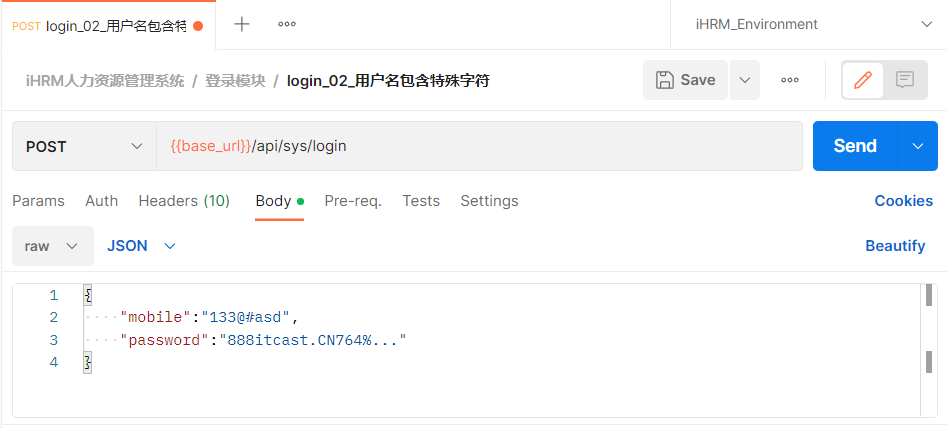 POST login_02_用户名包含特
iHRM_Environment
iHRM人力资源管理系统 / 登录模块 / login_02_用户名包含特殊字符
Save
POST
{{base_url}}/api/sys/login
Send
Params Auth Headers (10) Body Pre-req. Tests Settings
Cookies
raw JSON
Beautify
1 {
2 "mobile":"133@#asd",
3 "password":"888itcast.CN764%..."
4 }